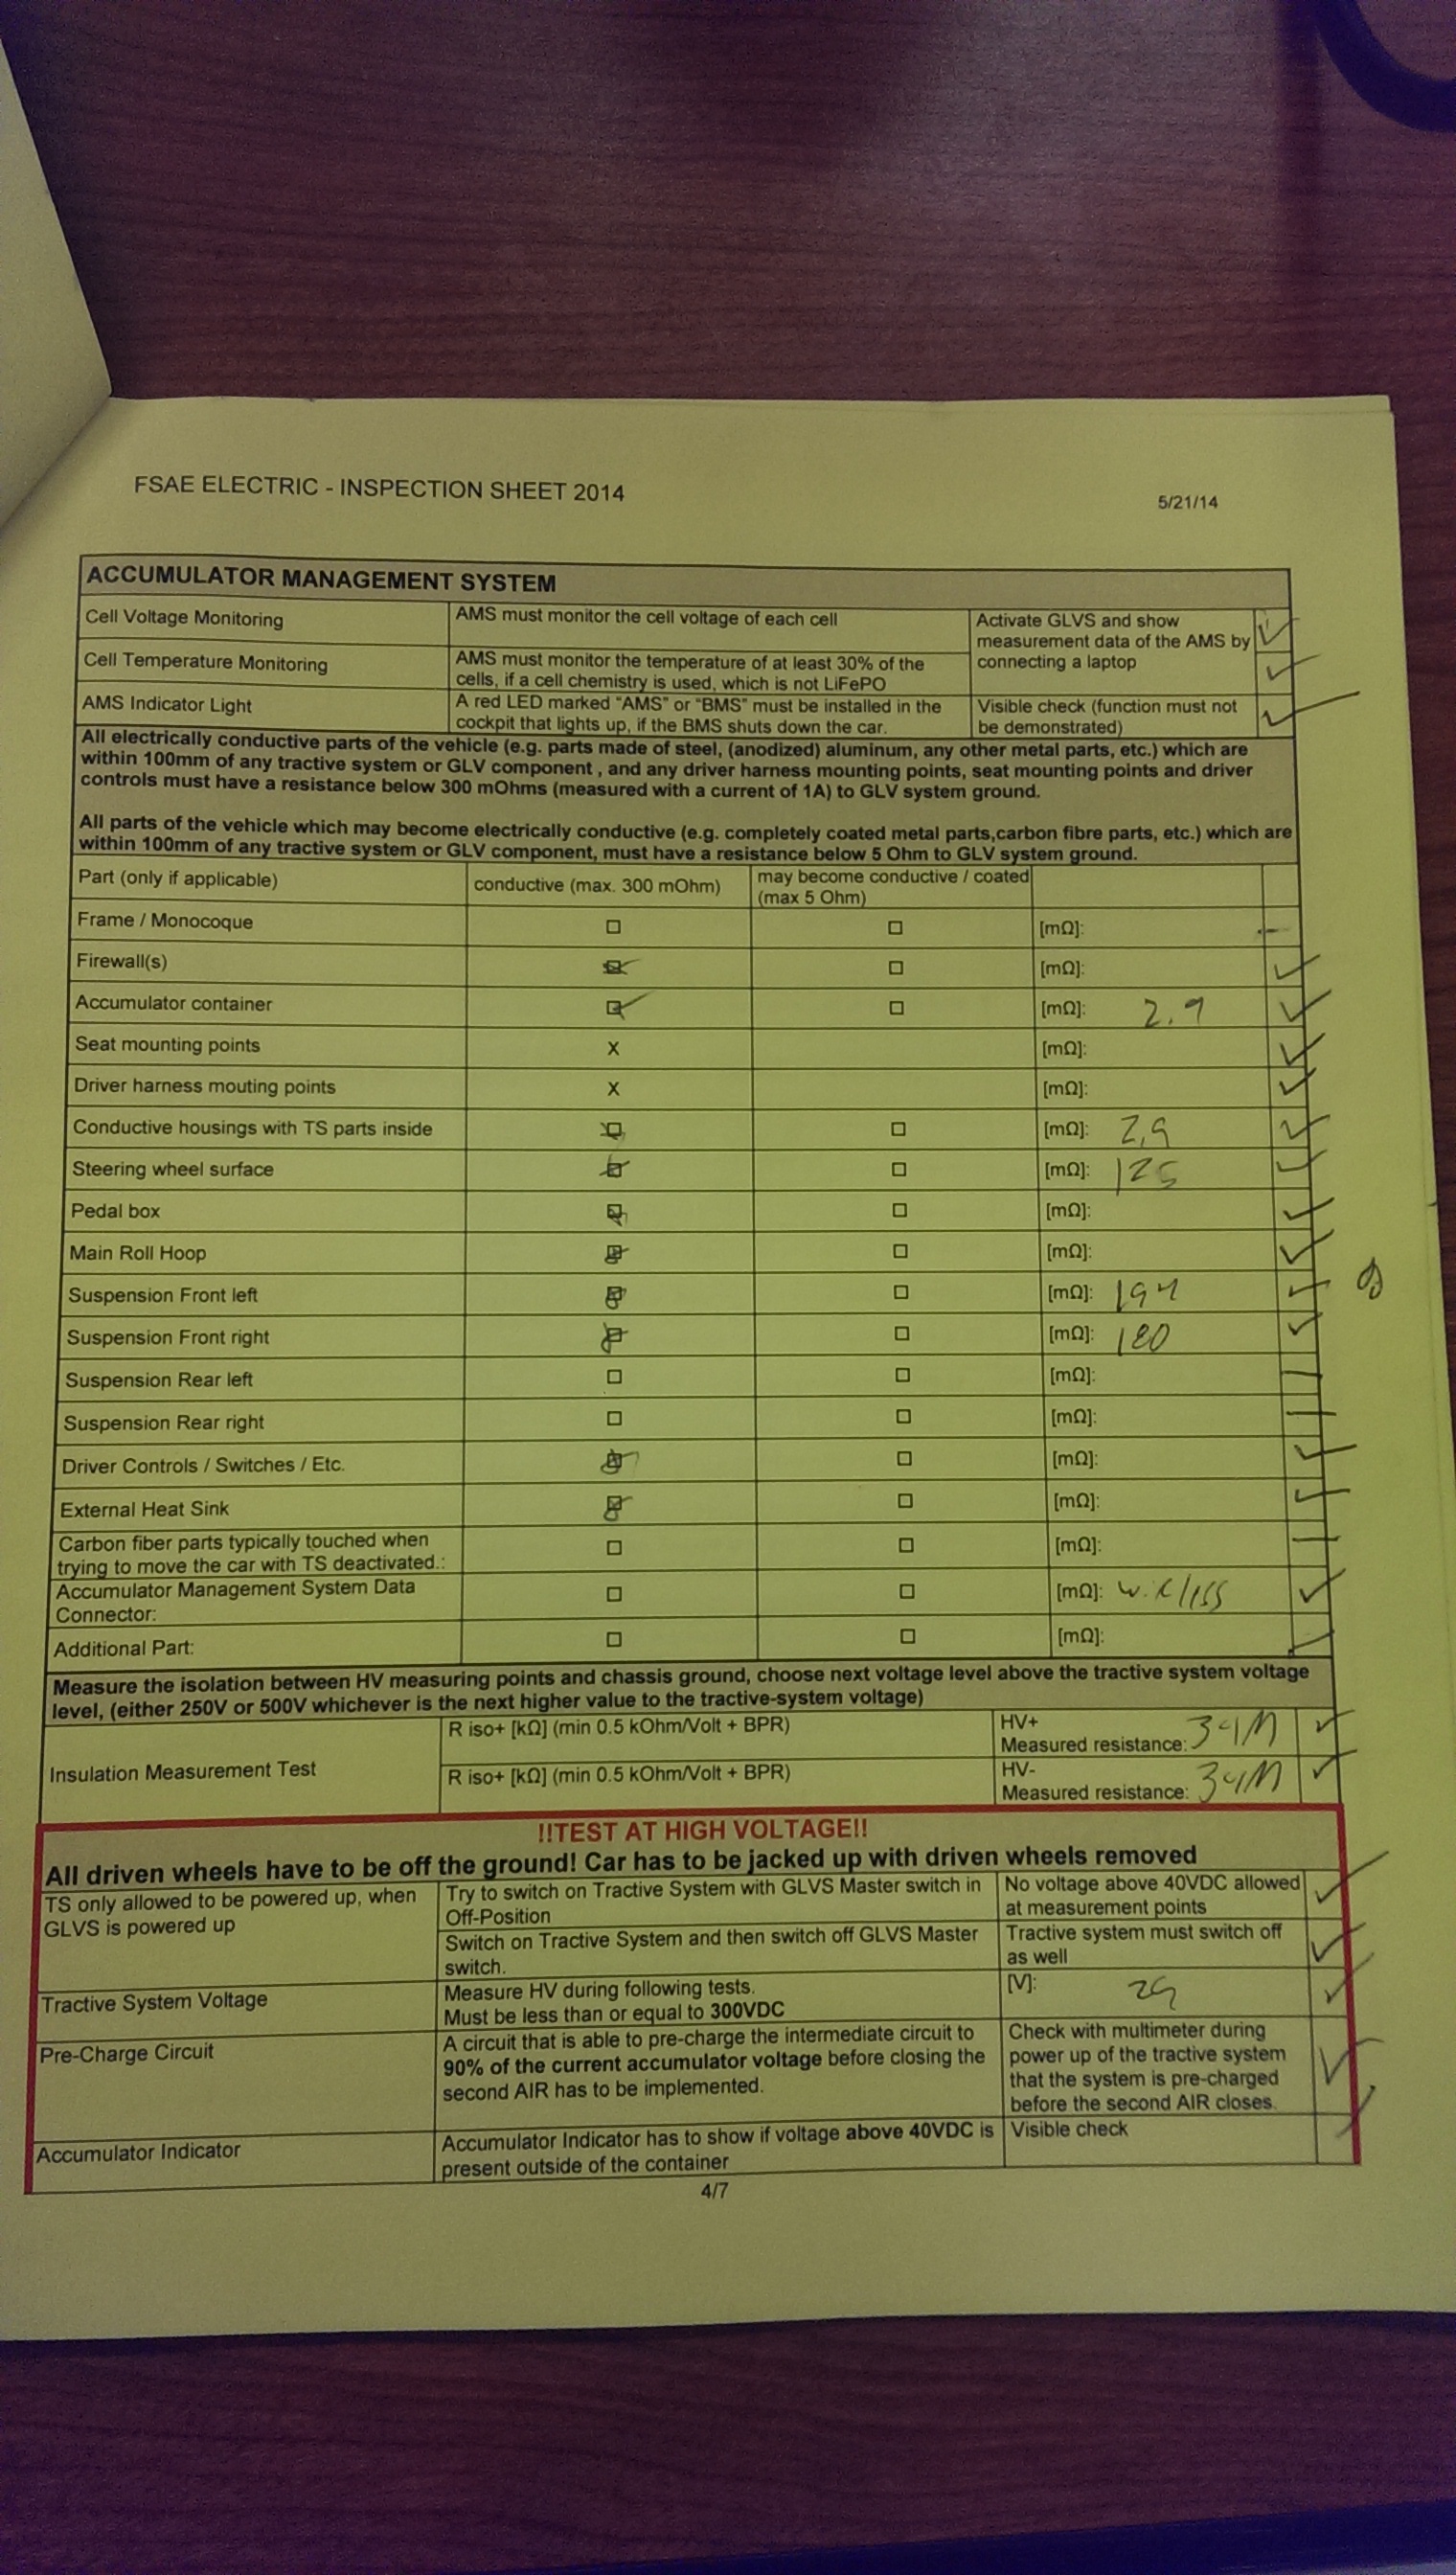 FSAE ELECTRIC - INSPECTION SHEET 2014
5/21/14
ACCUMULATOR MANAGEMENT SYSTEM
Cell Voltage Monitoring
AMS must monitor the cell voltage of each cell
Activate GLVS and show
measurement data of the AMS by
connecting a laptop
Cell Temperature Monitoring
AMS must monitor the temperature of at least 30% of the
cells, if a cell chemistry is used, which is not LiFePO
AMS Indicator Light
A red LED marked "AMS" or "BMS" must be installed in the
cockpit that lights up, if the BMS shuts down the car.
Visible check (function must not
be demonstrated)
All electrically conductive parts of the vehicle (e.g. parts made of steel, (anodized) aluminum, any other metal parts, etc.) which are
within 100mm of any tractive system or GLV component , and any driver harness mounting points, seat mounting points and driver
controls must have a resistance below 300 mOhms (measured with a current of 1A) to GLV system ground.
All parts of the vehicle which may become electrically conductive (e.g. completely coated metal parts,carbon fibre parts, etc.) which are
within 100mm of any tractive system or GLV component, must have a resistance below 5 Ohm to GLV system ground.
Part (only if applicable)
conductive (max. 300 mOhm)
may become conductive / coated
(max 5 Ohm)
Frame / Monocoque
[mΩ]:
Firewall(s)
[mΩ]:
Accumulator container
[mΩ]: 2.9
Seat mounting points
X
[mΩ]:
Driver harness mouting points
X
[mΩ]:
Conductive housings with TS parts inside
[mΩ]: 2.9
Steering wheel surface
[mΩ]: 125
Pedal box
[mΩ]:
Main Roll Hoop
[mΩ]:
Suspension Front left
[mΩ]: 194
Suspension Front right
[mΩ]: 180
Suspension Rear left
[mΩ]:
Suspension Rear right
[mΩ]:
Driver Controls / Switches / Etc.
[mΩ]:
External Heat Sink
[mΩ]:
Carbon fiber parts typically touched when
trying to move the car with TS deactivated.:
[mΩ]:
Accumulator Management System Data
Connector:
[mΩ]:
Additional Part:
[mΩ]:
Measure the isolation between HV measuring points and chassis ground, choose next voltage level above the tractive system voltage
level, (either 250V or 500V whichever is the next higher value to the tractive-system voltage)
Insulation Measurement Test
R iso+ [kΩ] (min 0.5 kOhm/Volt + BPR)
HV+
Measured resistance:
R iso+ [kΩ] (min 0.5 kOhm/Volt + BPR)
HV-
Measured resistance:
!!TEST AT HIGH VOLTAGE!!
All driven wheels have to be off the ground! Car has to be jacked up with driven wheels removed
TS only allowed to be powered up, when
GLVS is powered up
Try to switch on Tractive System with GLVS Master switch in
Off-Position
No voltage above 40VDC allowed
at measurement points
Switch on Tractive System and then switch off GLVS Master
switch.
Tractive system must switch off
as well
Tractive System Voltage
Measure HV during following tests.
Must be less than or equal to 300VDC
[V]: 29
Pre-Charge Circuit
A circuit that is able to pre-charge the intermediate circuit to
90% of the current accumulator voltage before closing the
second AIR has to be implemented.
Check with multimeter during
power up of the tractive system
that the system is pre-charged
before the second AIR closes.
Accumulator Indicator
Accumulator Indicator has to show if voltage above 40VDC is
present outside of the container
Visible check
4/7